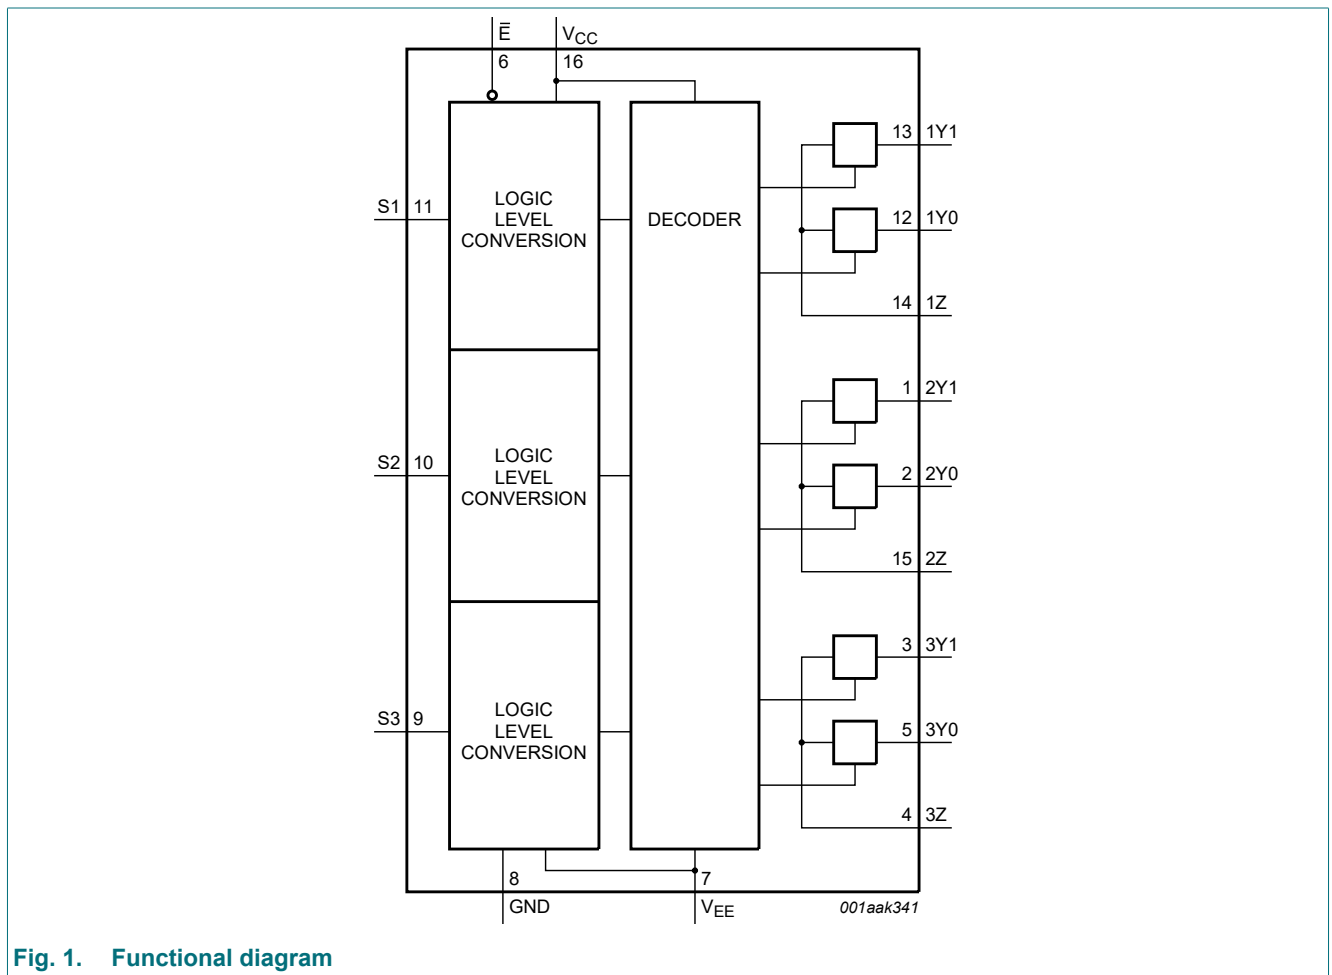 E̅ VCC
6 16
13 1Y1
LOGIC
LEVEL
CONVERSION
S1 11
DECODER
12 1Y0
14 1Z
1 2Y1
LOGIC
LEVEL
CONVERSION
S2 10
2 2Y0
15 2Z
3 3Y1
LOGIC
LEVEL
CONVERSION
S3 9
5 3Y0
4 3Z
8 7
GND VEE 001aak341
Fig. 1. Functional diagram